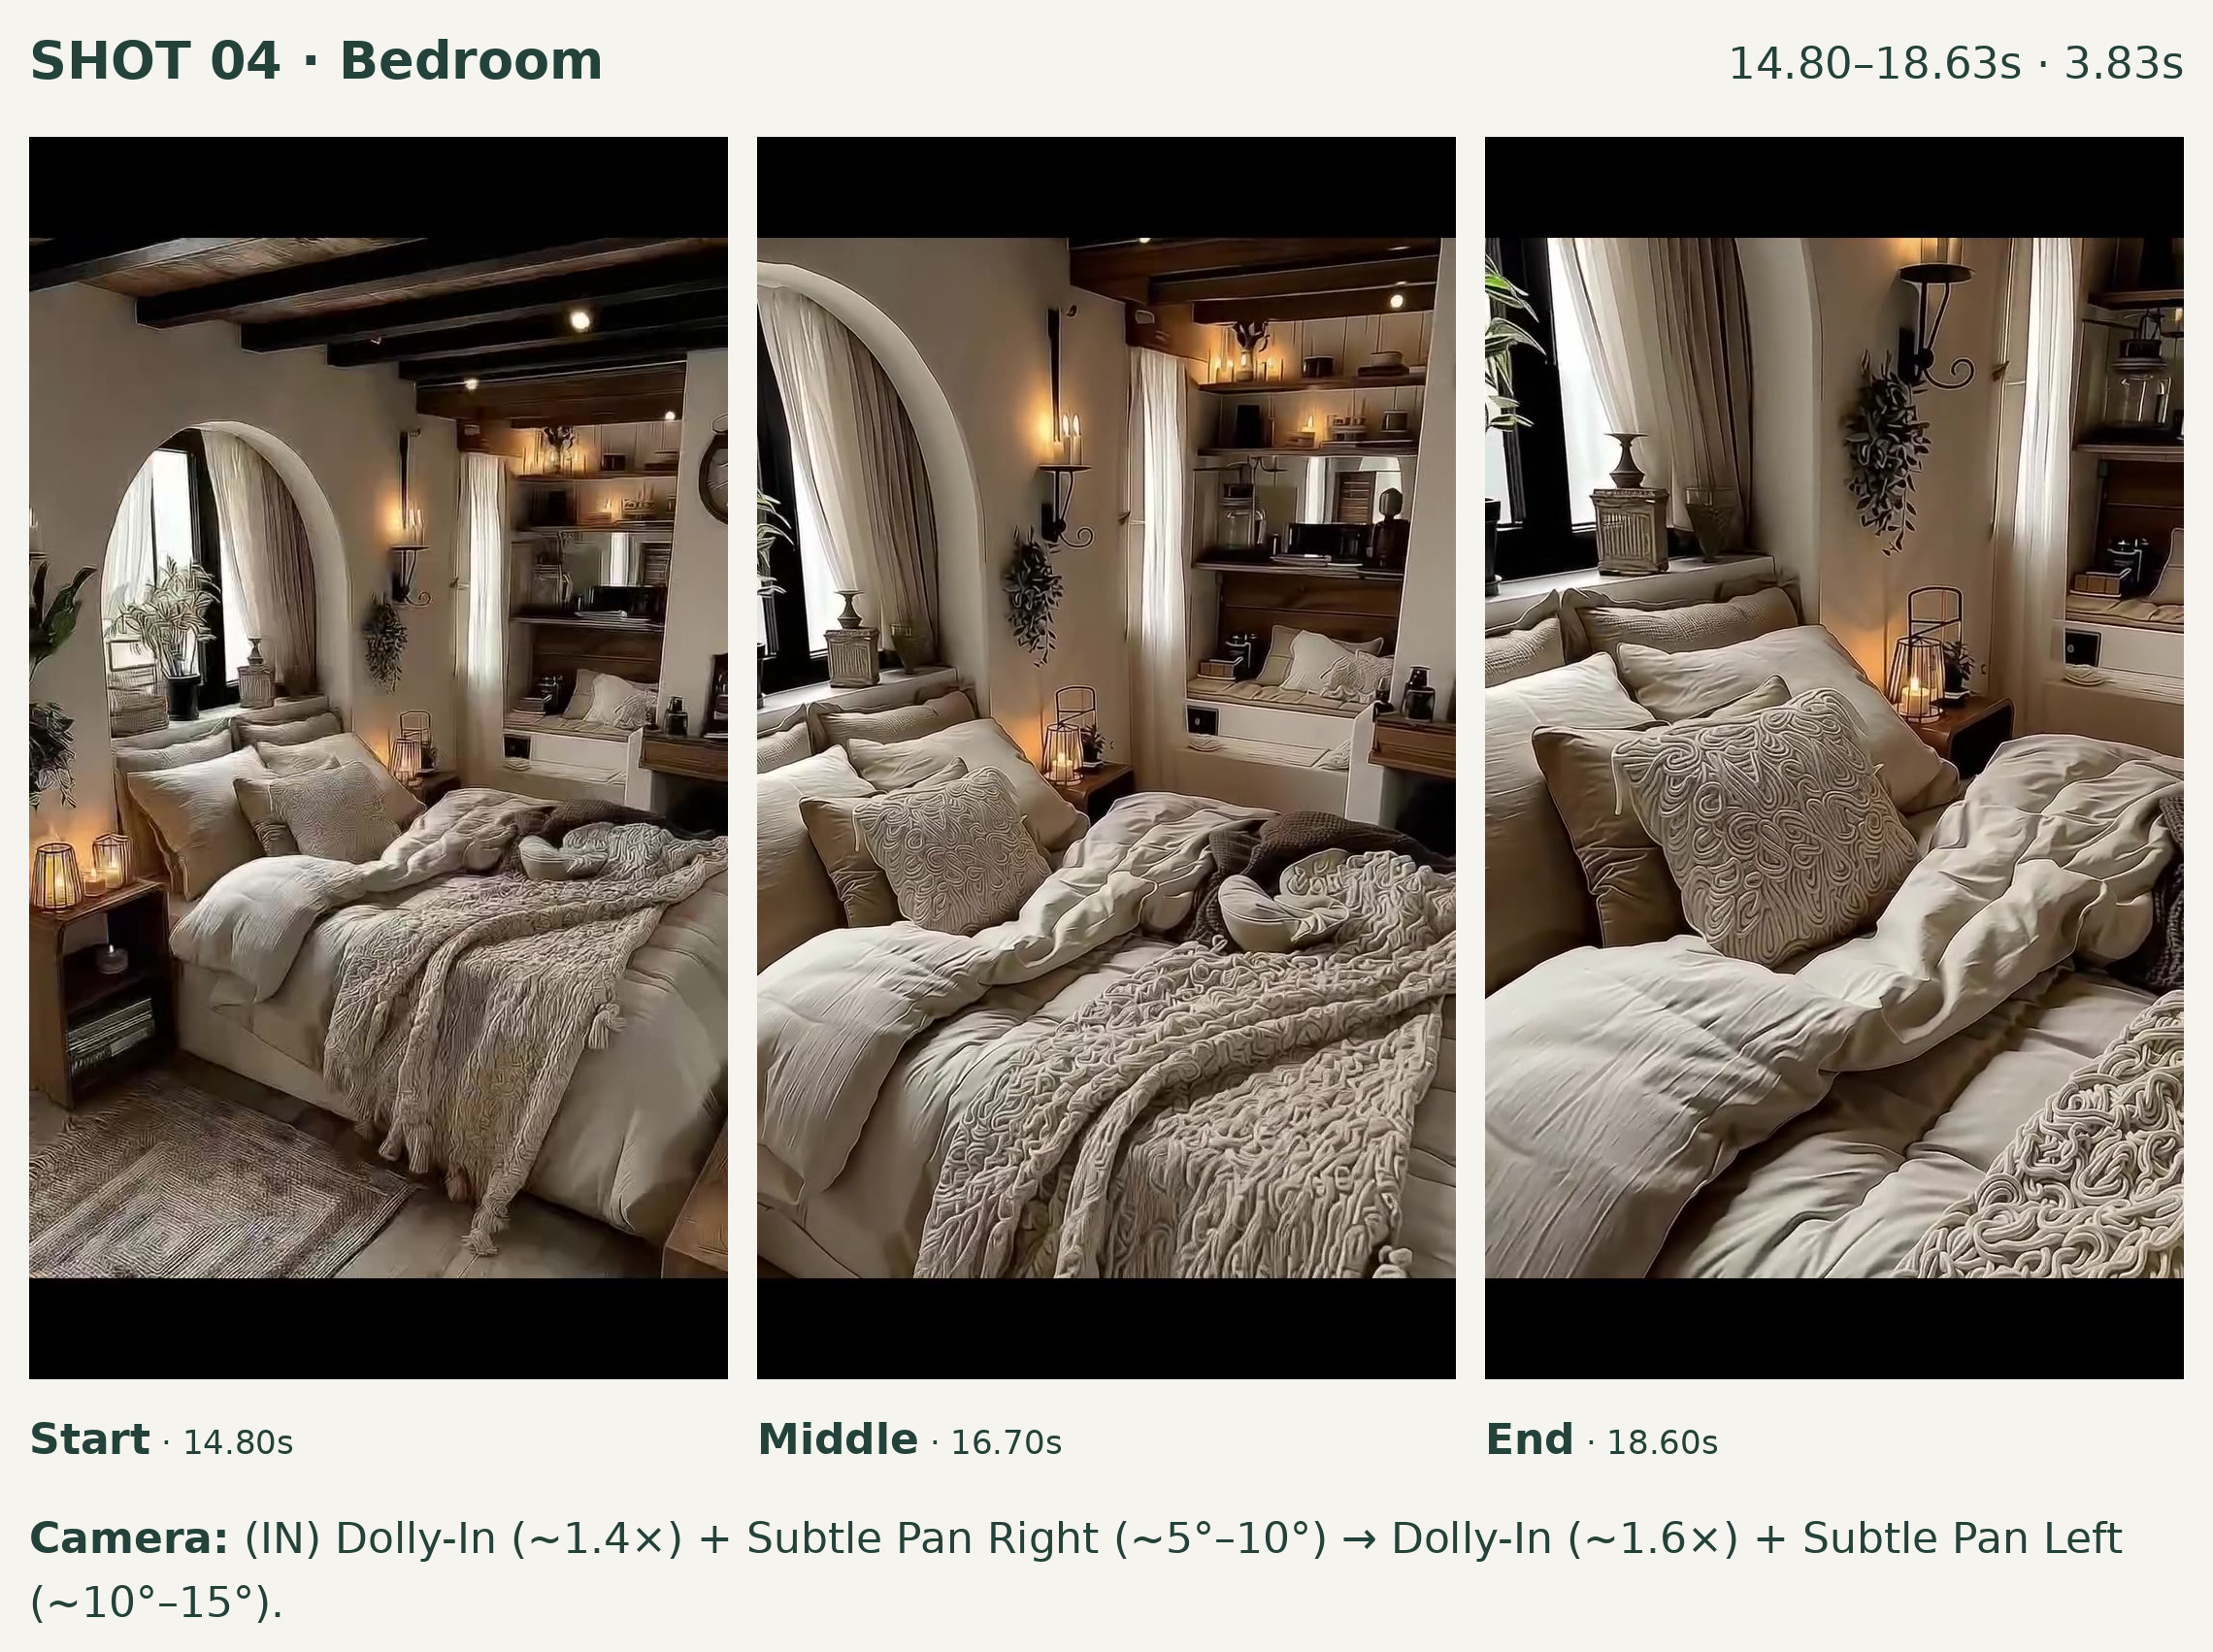 SHOT 04 · Bedroom
14.80–18.63s · 3.83s
Start · 14.80s
Middle · 16.70s
End · 18.60s
Camera: (IN) Dolly-In (~1.4×) + Subtle Pan Right (~5°–10°) → Dolly-In (~1.6×) + Subtle Pan Left
(~10°–15°).